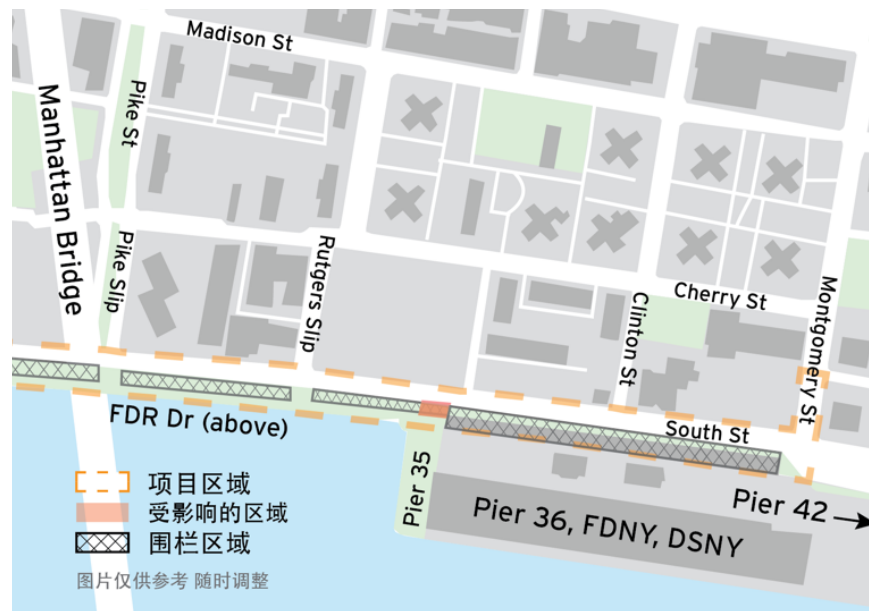 Madison St
Pike St
Manhattan Bridge
Pike Slip
Rutgers Slip
Clinton St
Cherry St
Montgomery St
South St
FDR Dr (above)
Pier 35
Pier 36, FDNY, DSNY
Pier 42
项目区域
受影响的区域
围栏区域
图片仅供参考 随时调整